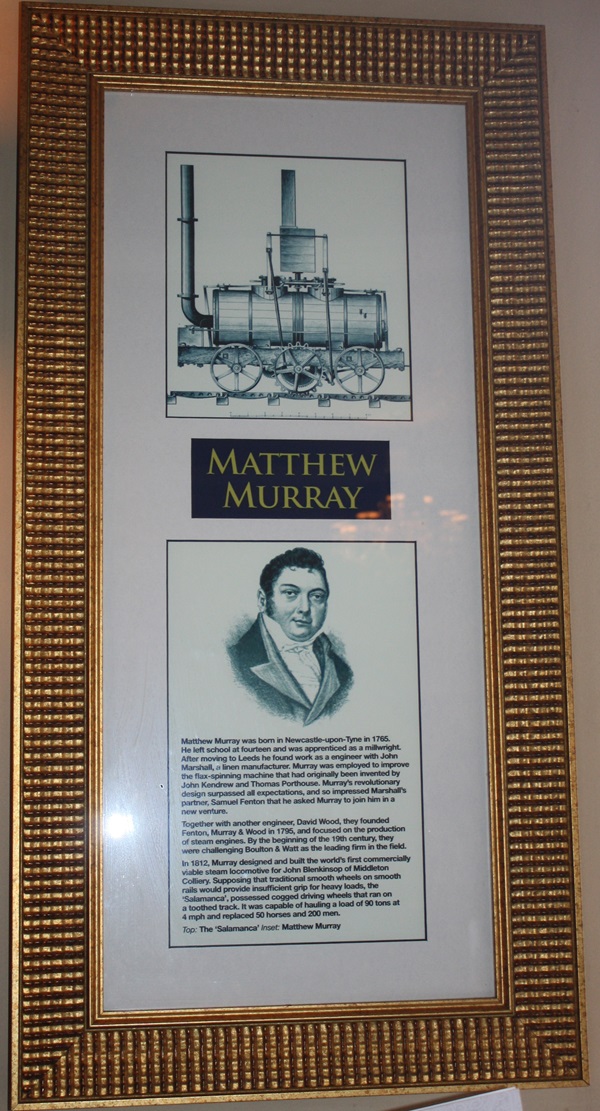 MATTHEW
MURRAY
Matthew Murray was born in Newcastle-upon-Tyne in 1765.
He left school at fourteen and was apprenticed as a millwright.
After moving to Leeds he found work as a engineer with John
Marshall, a linen manufacturer. Murray was employed to improve
the flax-spinning machine that had originally been invented by
John Kendrew and Thomas Porthouse. Murray's revolutionary
design surpassed all expectations, and so impressed Marshall's
partner, Samuel Fenton that he asked Murray to join him in a
new venture.
Together with another engineer, David Wood, they founded
Fenton, Murray & Wood in 1795, and focused on the production
of steam engines. By the beginning of the 19th century, they
were challenging Boulton & Watt as the leading firm in the field.
In 1812, Murray designed and built the world's first commercially
viable steam locomotive for John Blenkinsop of Middleton
Colliery. Supposing that traditional smooth wheels on smooth
rails would provide insufficient grip for heavy loads, the
'Salamanca', possessed cogged driving wheels that ran on
a toothed track. It was capable of hauling a load of 90 tons at
4 mph and replaced 50 horses and 200 men.
Top: The 'Salamanca' Inset: Matthew Murray